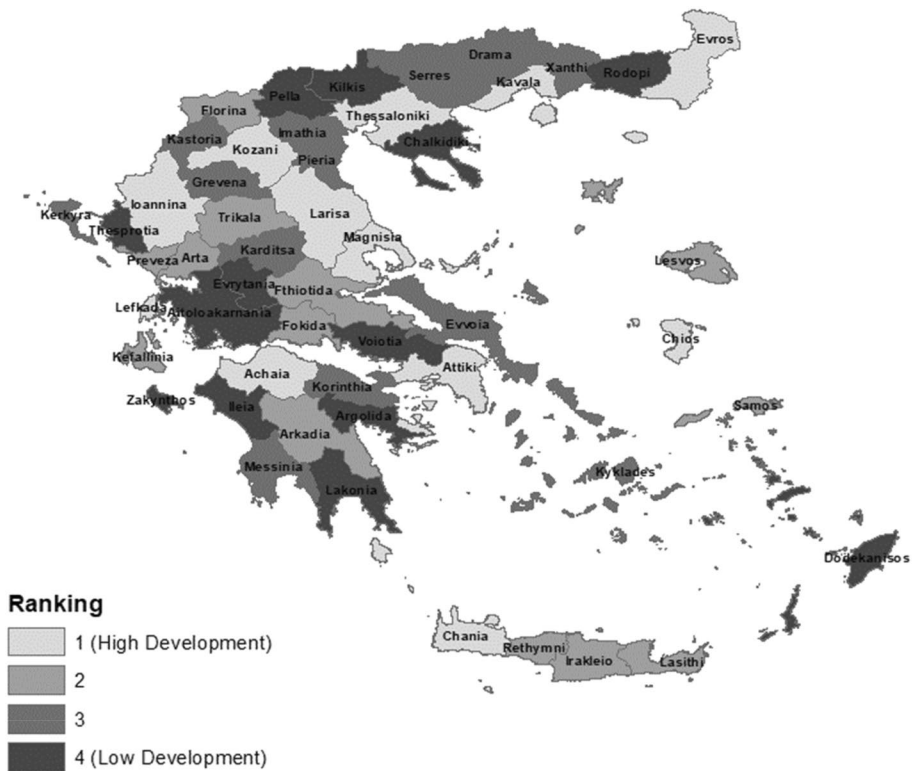 Evros
Drama
Xanthi
Rodopi
Serres
Kavala
Kilkis
Pella
Thessaloniki
Florina
Imathia
Kastoria
Kozani
Chalkidiki
Pieria
Grevena
Ioannina
Larisa
Kerkyra
Trikala
Thesprotia
Magnisia
Karditsa
Arta
Preveza
Lesvos
Evrytania
Fthiotida
Lefkada
Aitoloakarnania
Fokida
Evvoia
Voiotia
Chios
Kefallinia
Attiki
Achaia
Korinthia
Zakynthos
Ileia
Argolida
Samos
Arkadia
Messinia
Kyklades
Lakonia
Dodekanisos
Chania
Rethymni
Irakleio
Lasithi
Ranking
1 (High Development)
2
3
4 (Low Development)